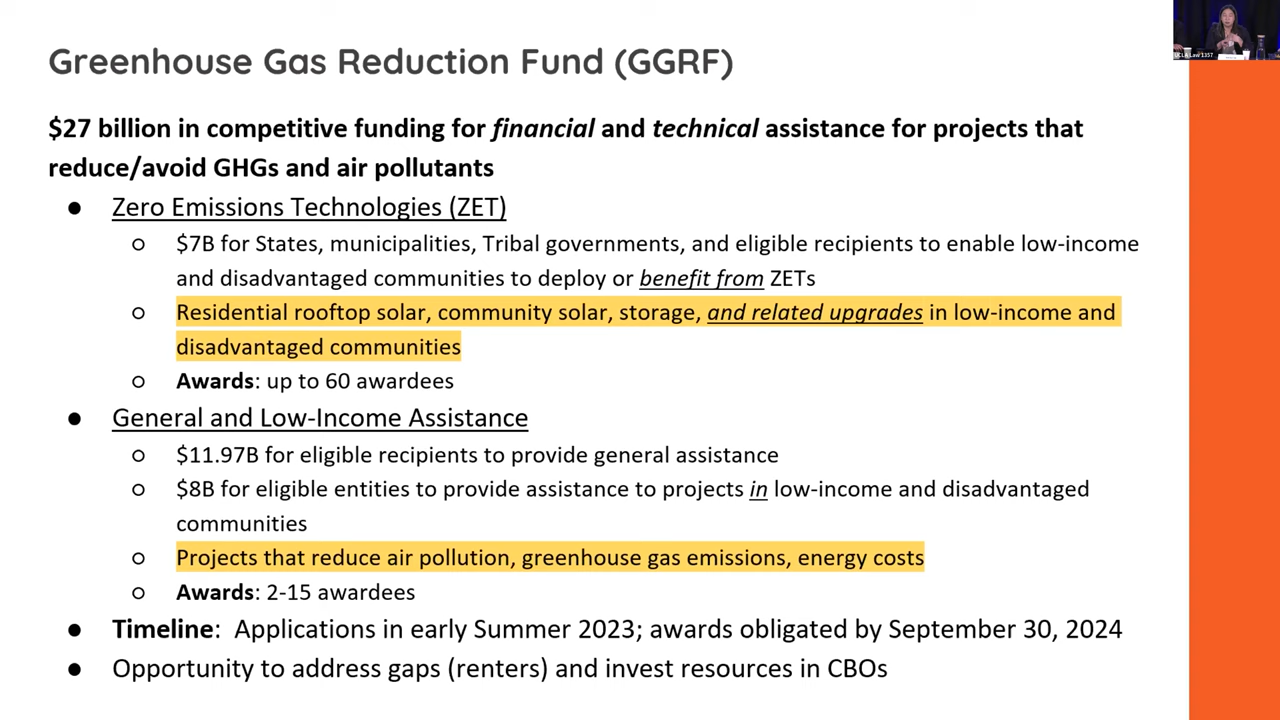 Greenhouse Gas Reduction Fund (GGRF)
$27 billion in competitive funding for financial and technical assistance for projects that
reduce/avoid GHGs and air pollutants
● Zero Emissions Technologies (ZET)
○ $7B for States, municipalities, Tribal governments, and eligible recipients to enable low-income
and disadvantaged communities to deploy or benefit from ZETs
○ Residential rooftop solar, community solar, storage, and related upgrades in low-income and
disadvantaged communities
○ Awards: up to 60 awardees
● General and Low-Income Assistance
○ $11.97B for eligible recipients to provide general assistance
○ $8B for eligible entities to provide assistance to projects in low-income and disadvantaged
communities
○ Projects that reduce air pollution, greenhouse gas emissions, energy costs
○ Awards: 2-15 awardees
● Timeline: Applications in early Summer 2023; awards obligated by September 30, 2024
● Opportunity to address gaps (renters) and invest resources in CBOs
UCLA Law 1357